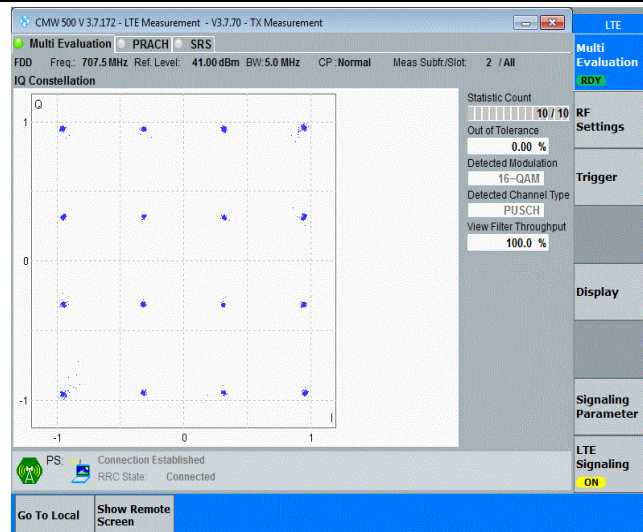 CMW 500 V 3.7.172 - LTE Measurement - V3.7.70 - TX Measurement
LTE
Multi Evaluation PRACH SRS
FDD Freq.: 707.5 MHz Ref. Level: 41.00 dBm BW: 5.0 MHz CP : Normal Meas Subfr./Slot: 2 / All
IQ Constellation
Q
1
0
-1
I
-1 0 1
Statistic Count
10 / 10
Out of Tolerance
0.00 %
Detected Modulation
16-QAM
Detected Channel Type
PUSCH
View Filter Throughput
100.0 %
Multi
Evaluation
RDY
RF
Settings
Trigger
Display
Signaling
Parameter
LTE
Signaling
ON
PS: Connection Established
RRC State: Connected
Go To Local
Show Remote
Screen